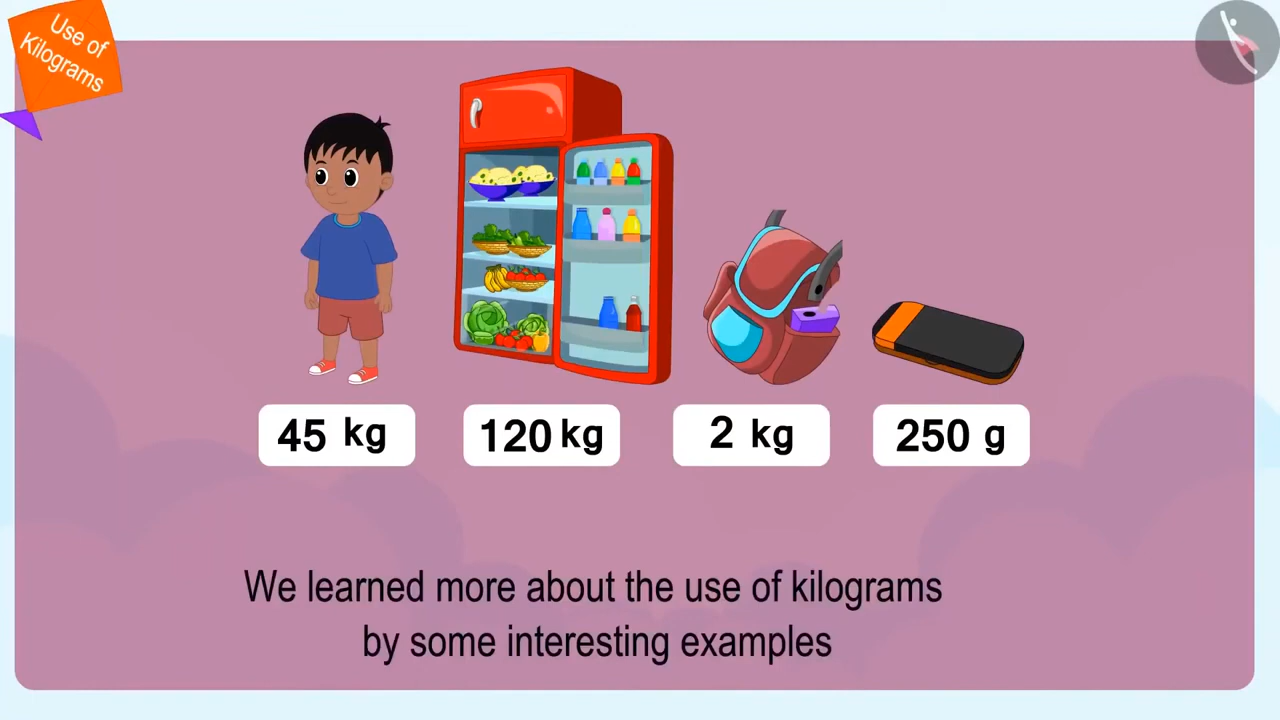 Use of
Kilograms
45 kg
120 kg
2 kg
250 g
We learned more about the use of kilograms
by some interesting examples